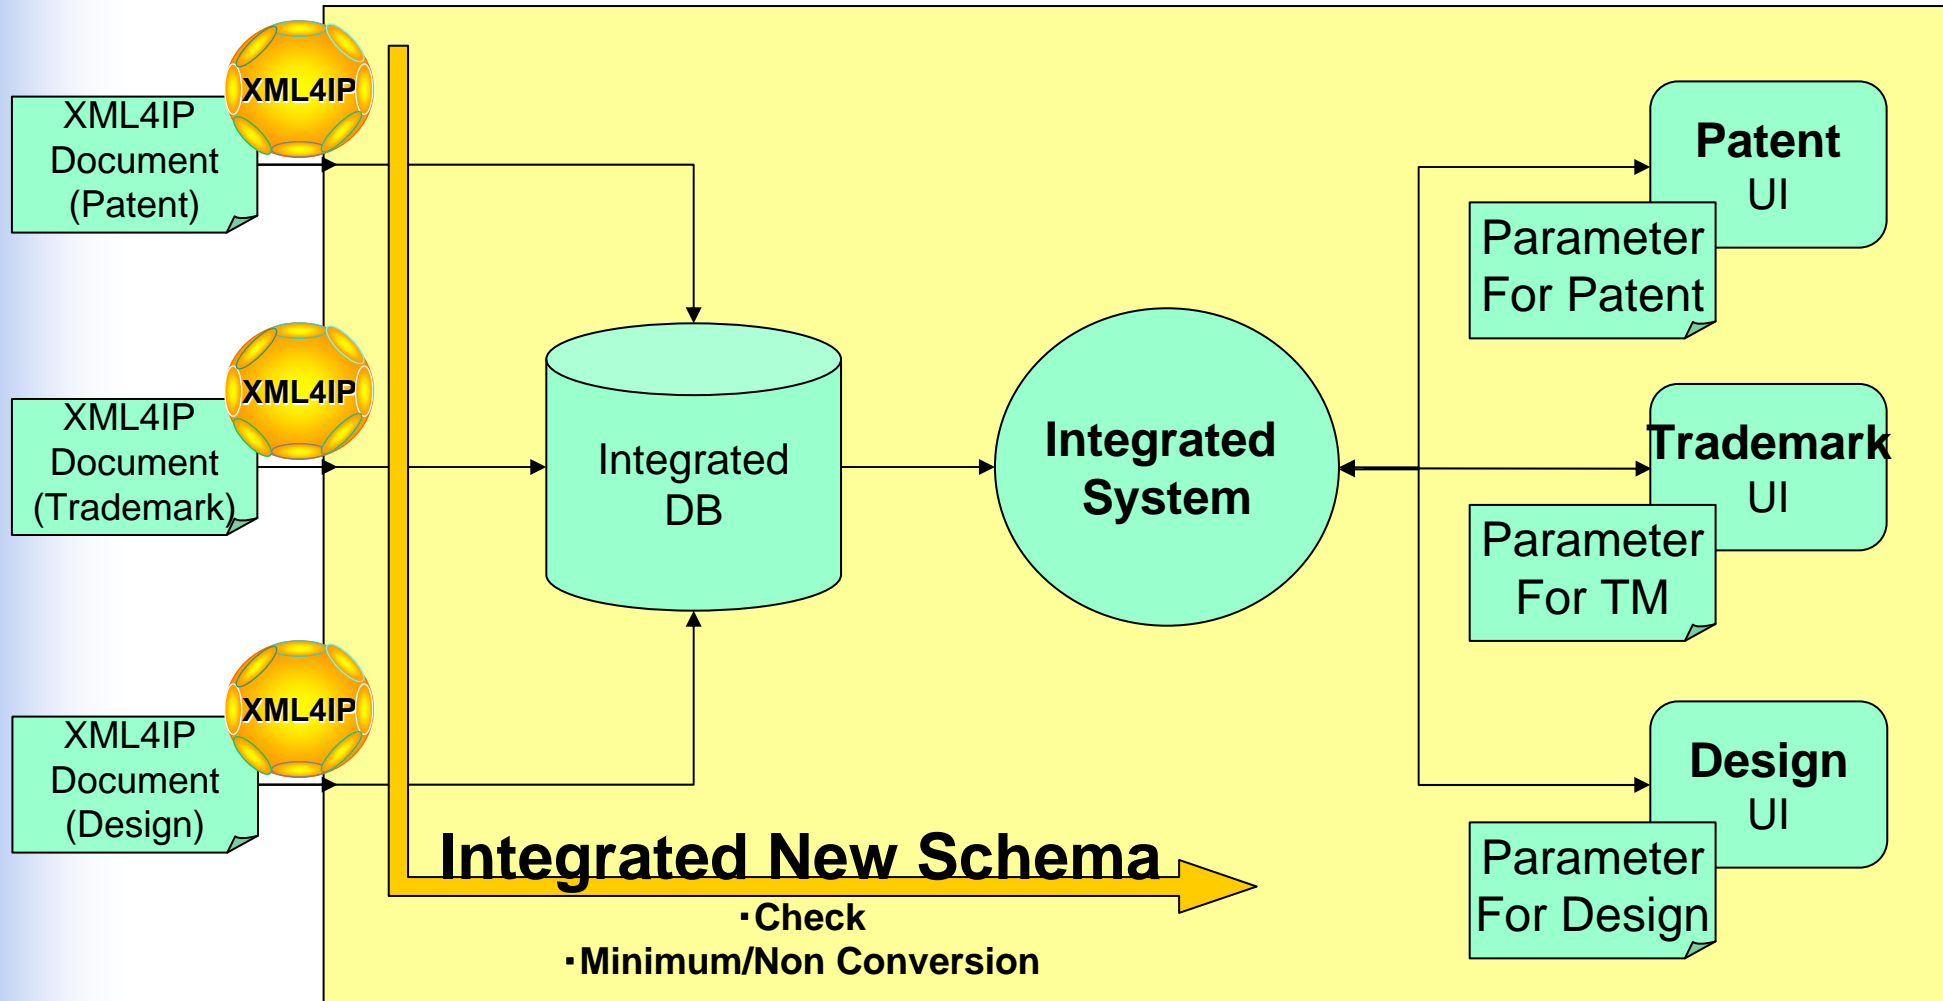 XML4IP
XML4IP
Document
(Patent)
XML4IP
XML4IP
Document
(Trademark)
XML4IP
XML4IP
Document
(Design)
Integrated
DB
Integrated
System
Patent
UI
Parameter
For Patent
Trademark
UI
Parameter
For TM
Design
UI
Parameter
For Design
Integrated New Schema
・Check
・Minimum/Non Conversion